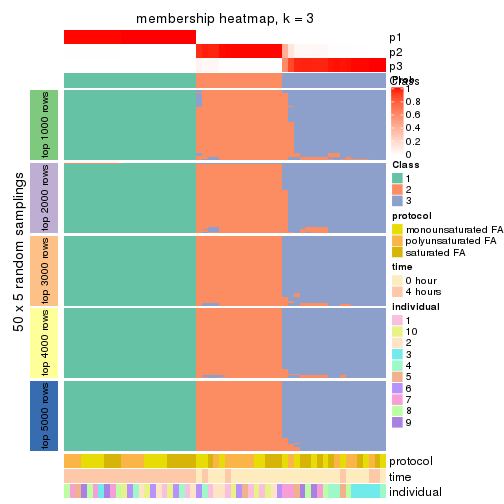 membership heatmap, k = 3
p1
p2
p3
Class
Prob
1
0.8
0.6
0.4
0.2
0
Class
1
2
3
protocol
monounsaturated FA
polyunsaturated FA
saturated FA
time
0 hour
4 hours
individual
1
10
2
3
4
5
6
7
8
9
50 x 5 random samplings
top 1000 rows
top 2000 rows
top 3000 rows
top 4000 rows
top 5000 rows
protocol
time
individual